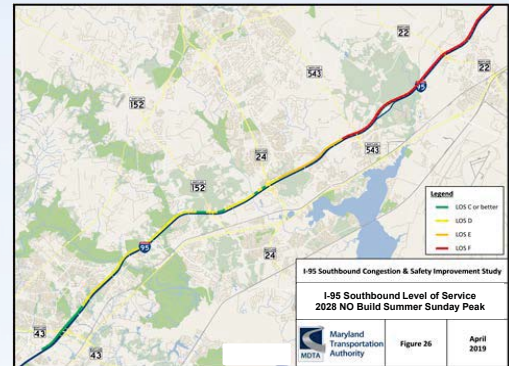 22
543
22
95
152
24
543
152
95
24
43
43
Legend
LOS C or better
LOS D
LOS E
LOS F
I-95 Southbound Congestion & Safety Improvement Study
I-95 Southbound Level of Service
2028 NO Build Summer Sunday Peak
MDTA
Maryland
Transportation
Authority
Figure 26
April
2019